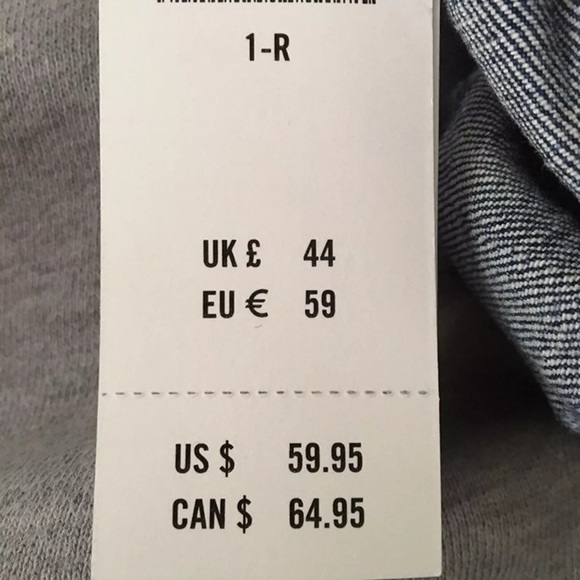 1-R
UK £ 44
EU € 59
US $ 59.95
CAN $ 64.95